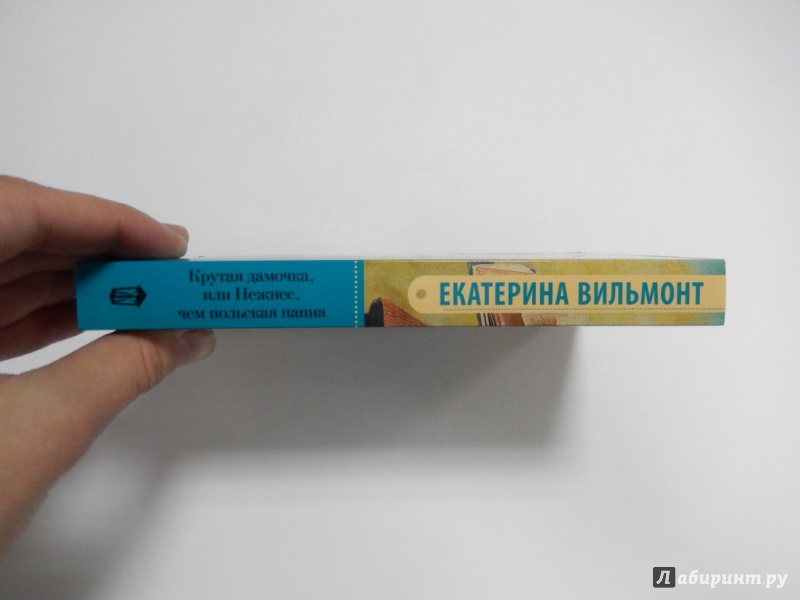 Крутая дамочка,
или Нежнее,
чем польская панна
ЕКАТЕРИНА ВИЛЬМОНТ
Лабиринт.ру